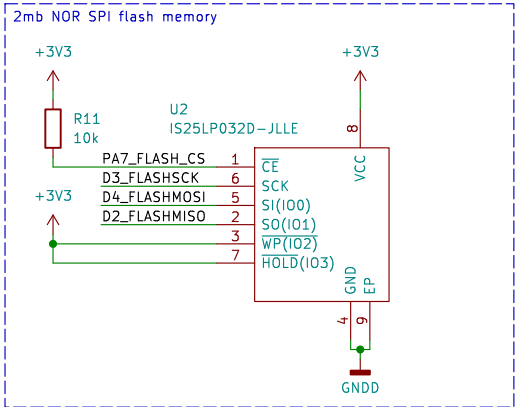 2mb NOR SPI flash memory
+3V3
+3V3
U2
IS25LP032D-JLLE
R11
10k
8
VCC
PA7_FLASH_CS
1
CE
D3_FLASHSCK
6
SCK
+3V3
D4_FLASHMOSI
5
SI(IO0)
D2_FLASHMISO
2
SO(IO1)
3
WP(IO2)
7
HOLD(IO3)
GND
EP
4
9
GNDD